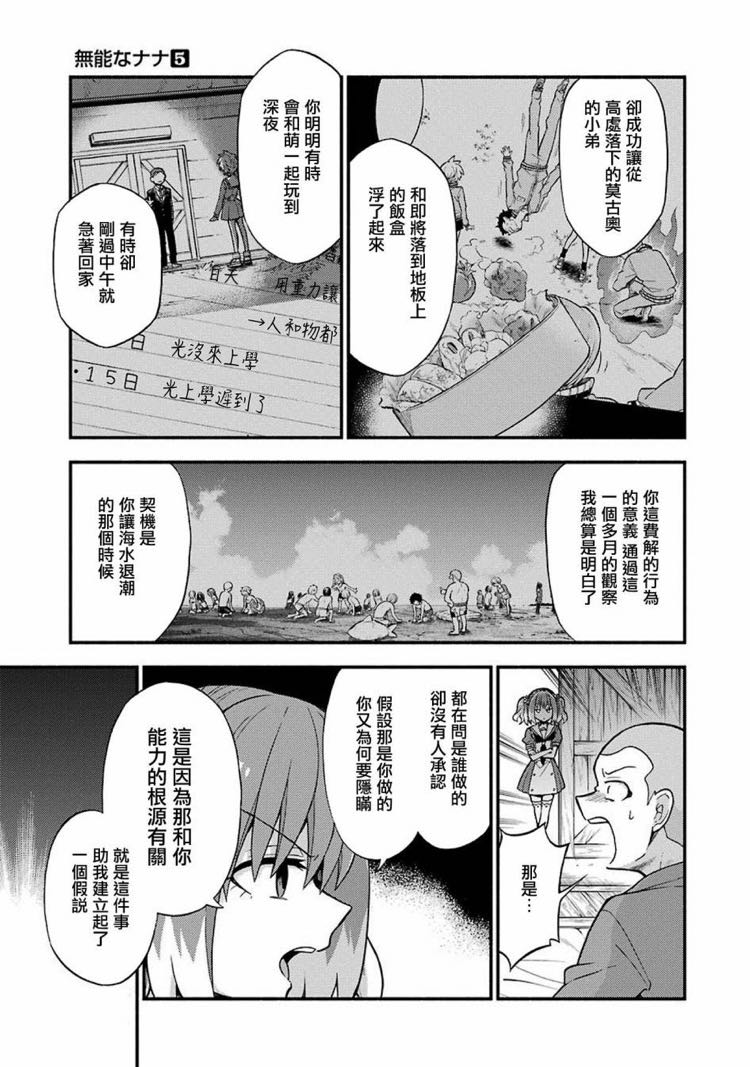 無能なナナ5
卻成功讓從
高處落下的莫古奧
的小弟
和即將落到地板上
的飯盒
浮了起來
你明明有時
會和萌一起玩到
深夜
有時卻
剛過中午就
急著回家
用重力讓
→人和物都
日 光沒來上學
・15日 光上學遲到了
你這費解的行為
的意義 通過這
一個多月的觀察
我總算是明白了
契機是
你讓海水退潮
的那個時候
那是…
都在問是誰做的
卻沒有人承認
假設那是你做的
你又為何要隱瞞
這是因為那和你
能力的根源有關
就是這件事
助我建立起了
一個假說